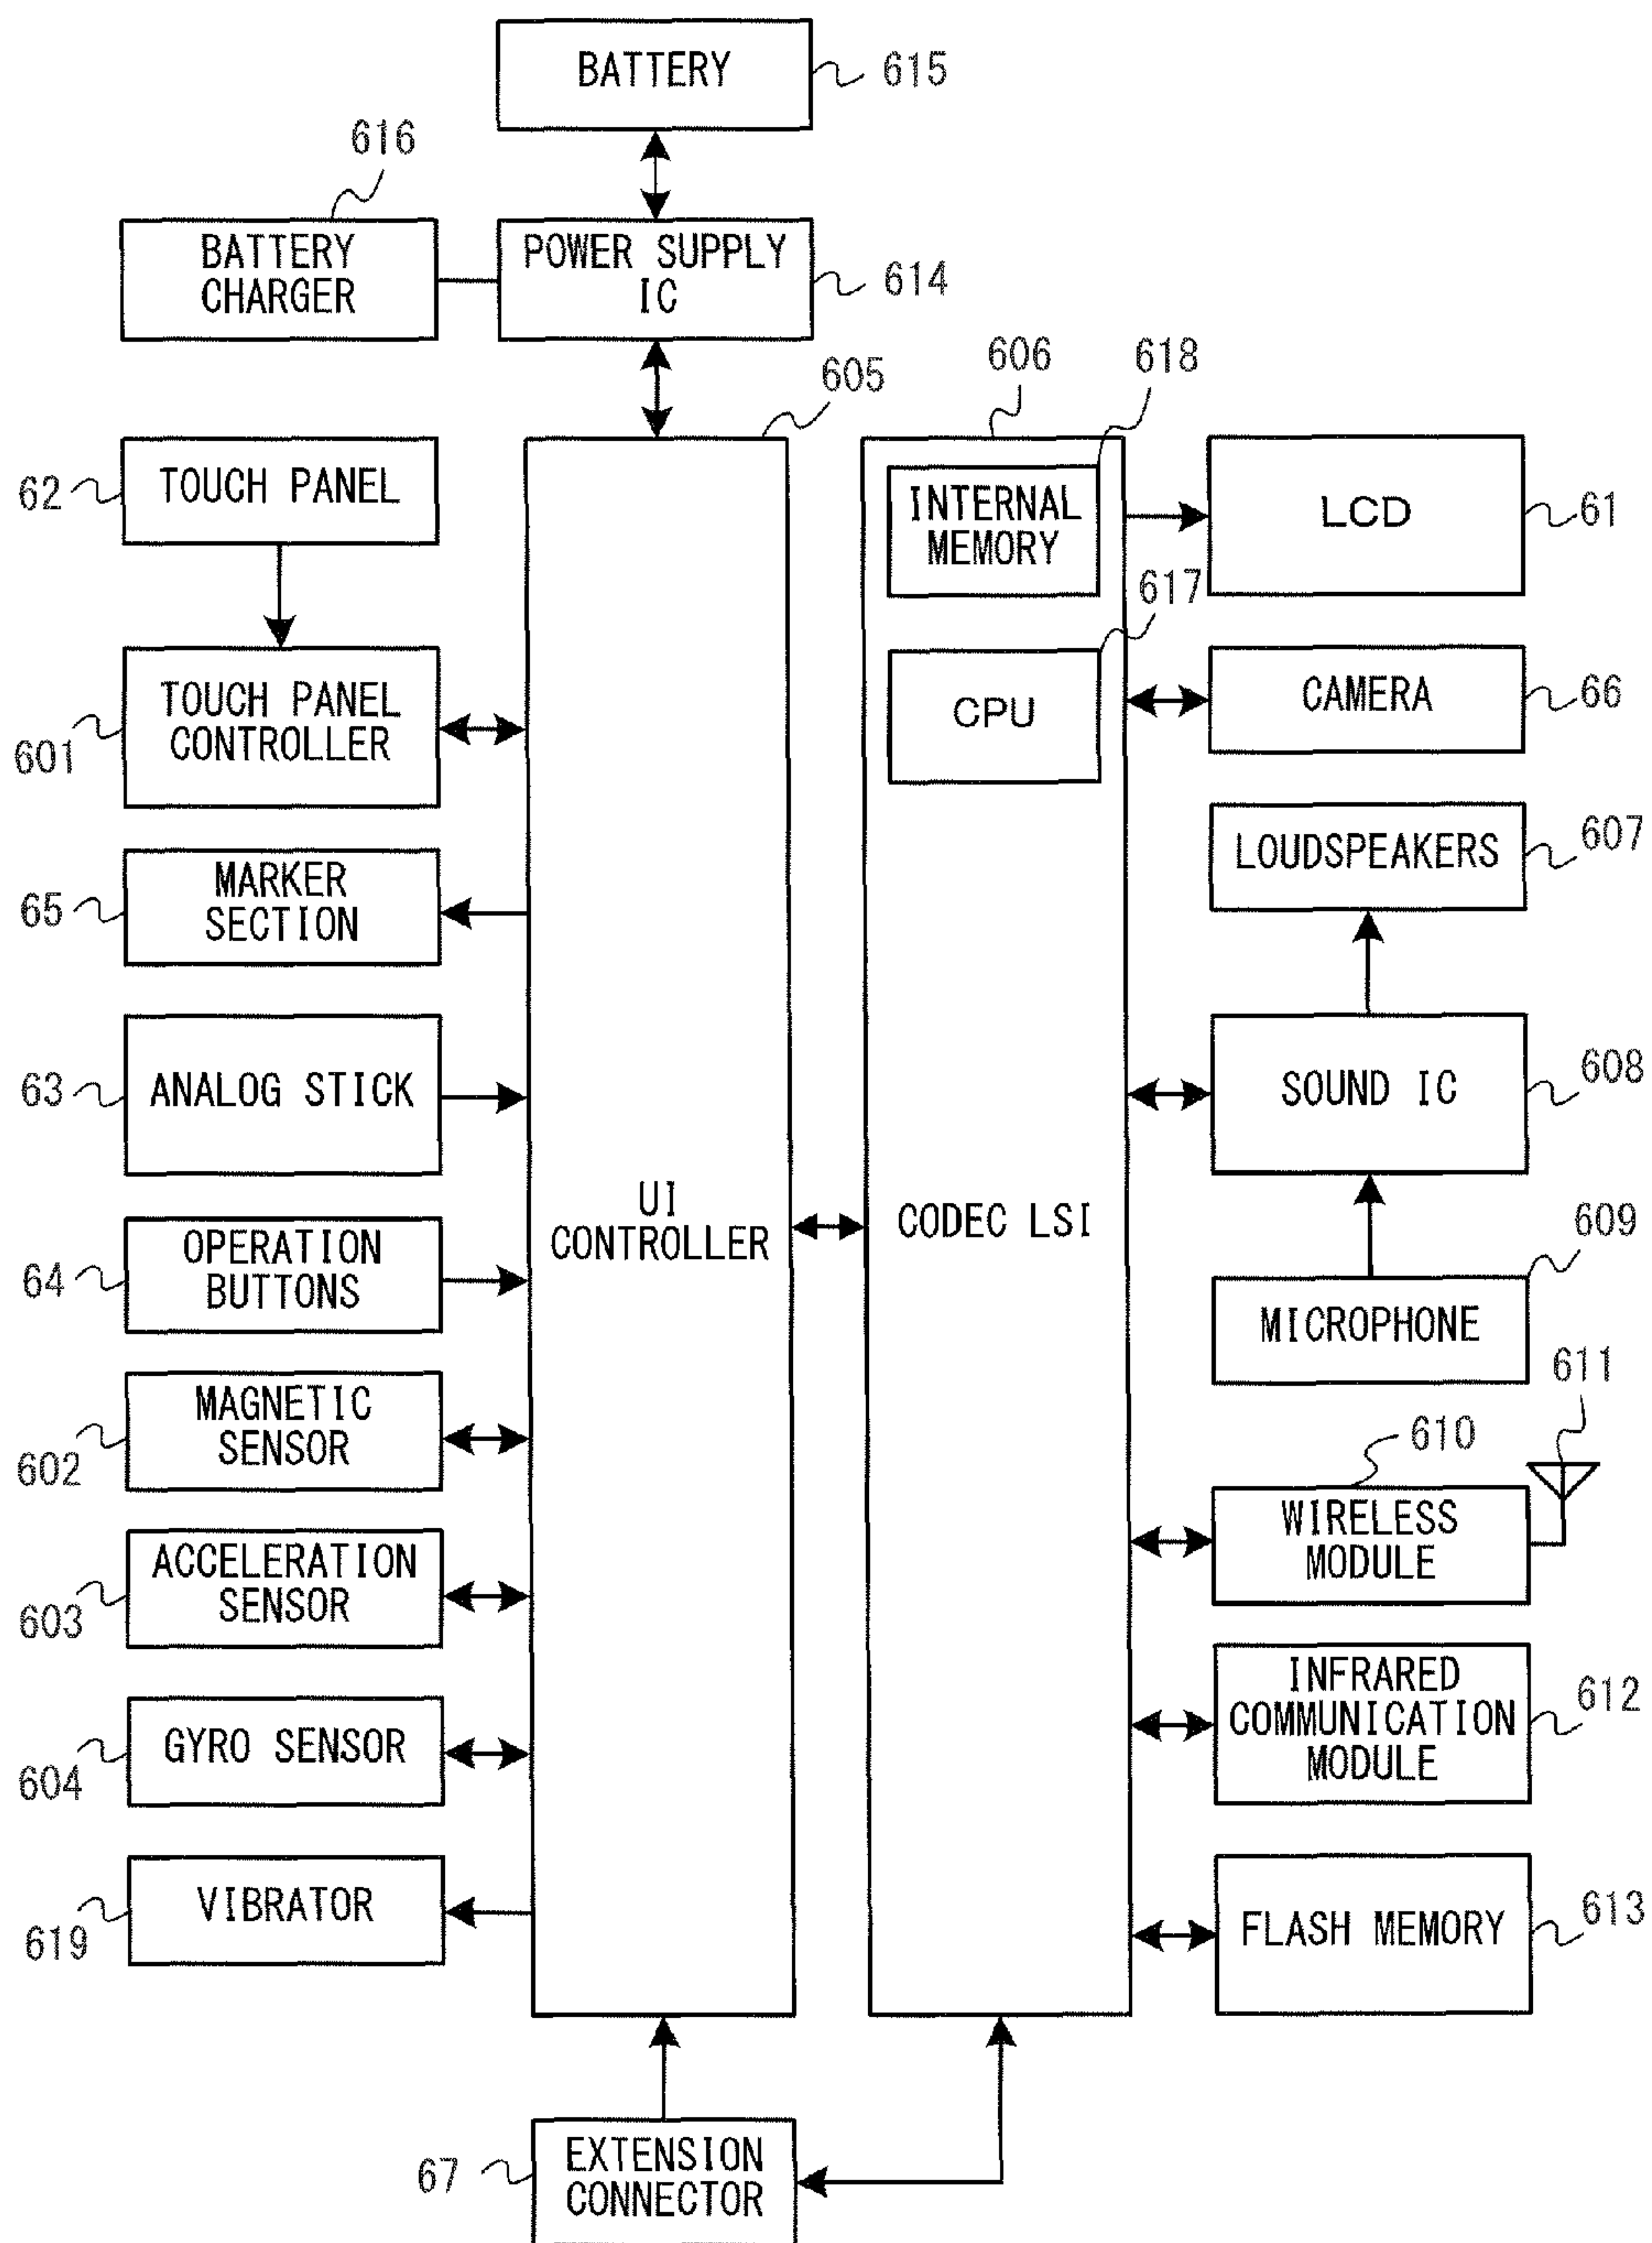 BATTERY
615
616
BATTERY
CHARGER
POWER SUPPLY
IC
614
605
606
618
62
TOUCH PANEL
INTERNAL
MEMORY
LCD
61
617
601
TOUCH PANEL
CONTROLLER
CPU
CAMERA
66
LOUDSPEAKERS
607
65
MARKER
SECTION
63
ANALOG STICK
SOUND IC
608
UI
CONTROLLER
CODEC LSI
64
OPERATION
BUTTONS
609
MICROPHONE
611
602
MAGNETIC
SENSOR
610
WIRELESS
MODULE
603
ACCELERATION
SENSOR
INFRARED
COMMUNICATION
MODULE
612
604
GYRO SENSOR
619
VIBRATOR
FLASH MEMORY
613
67
EXTENSION
CONNECTOR